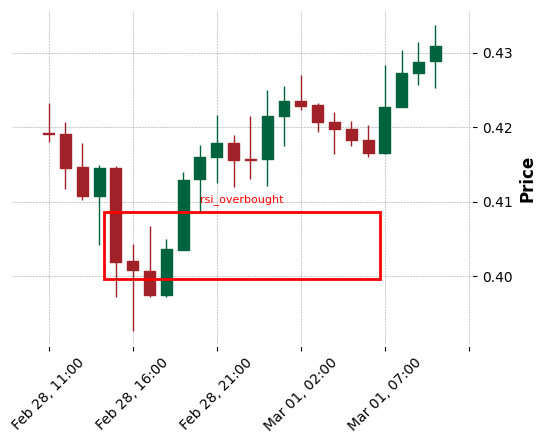 0.43
0.42
0.41
0.40
Price
rsi_overbought
Feb 28, 11:00
Feb 28, 16:00
Feb 28, 21:00
Mar 01, 02:00
Mar 01, 07:00